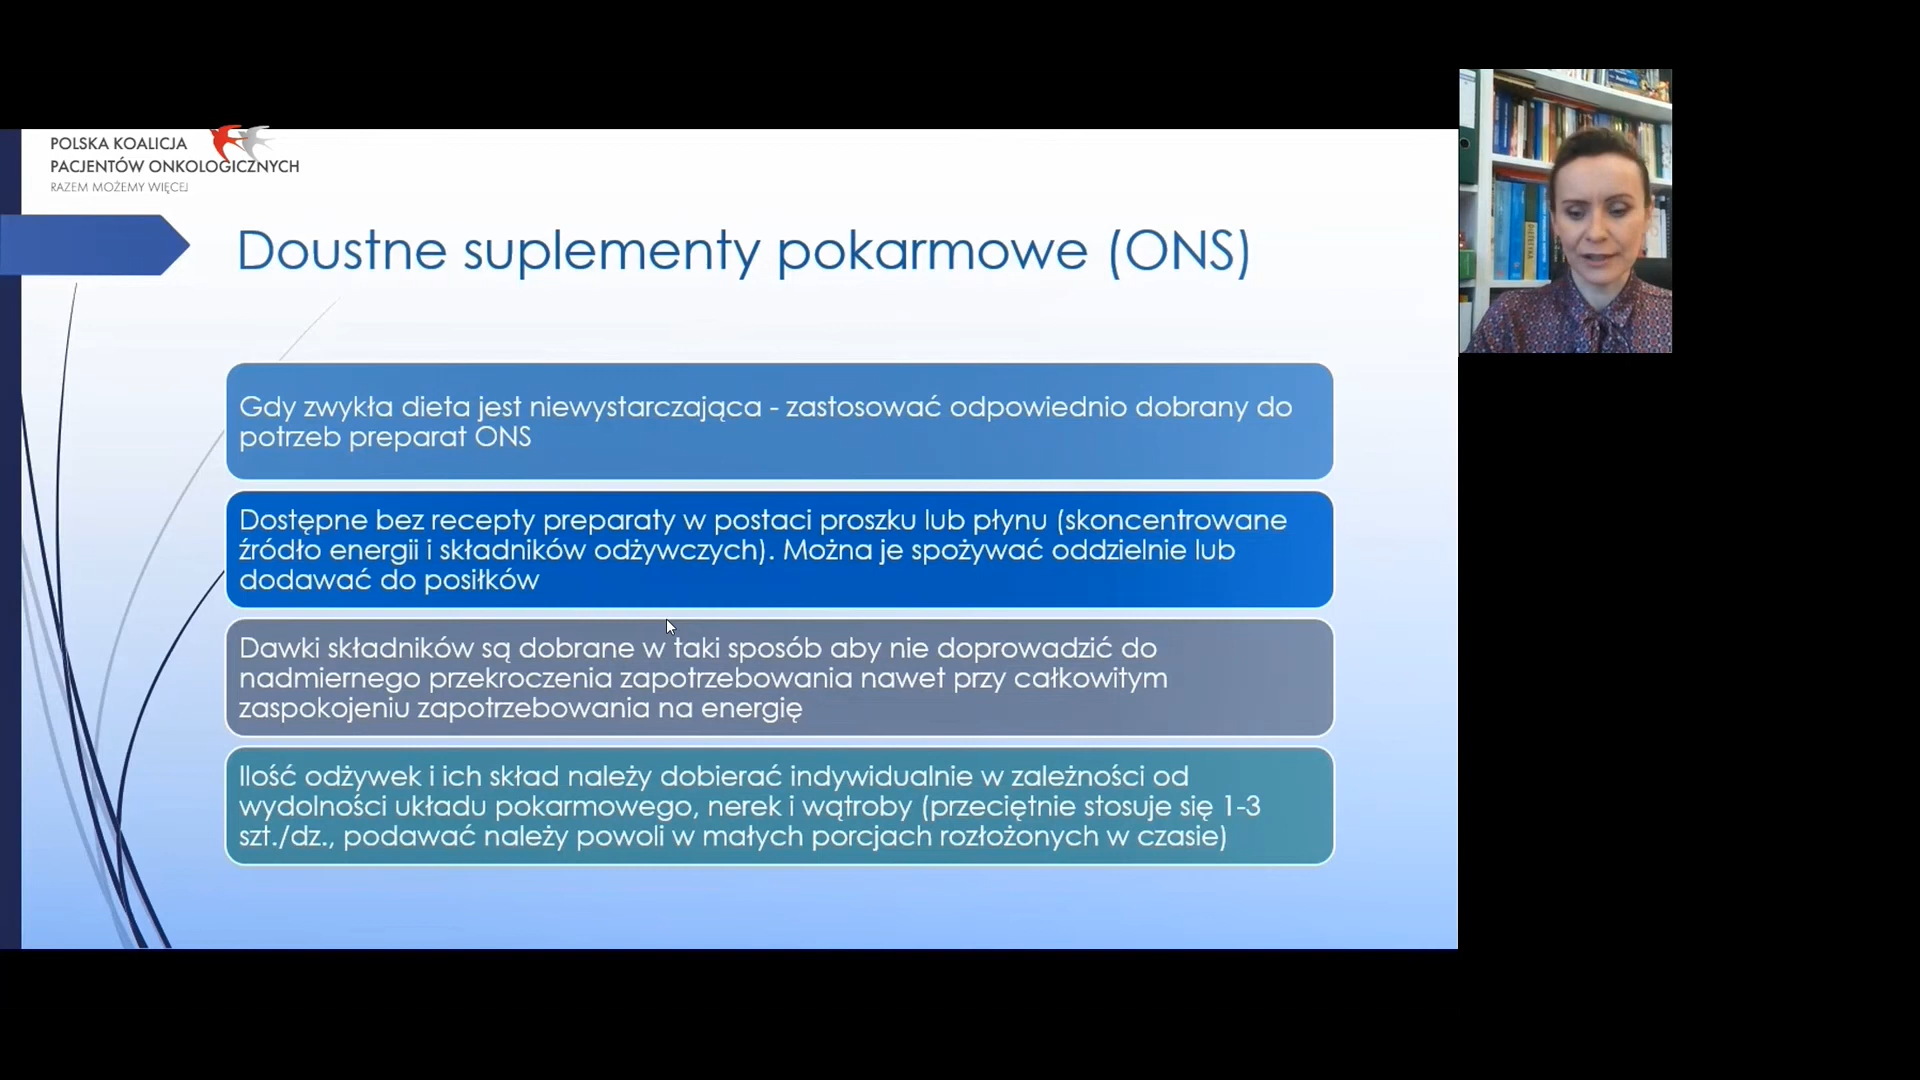 POLSKA KOALICJA
PACJENTÓW ONKOLOGICZNYCH
RAZEM MOŻEMY WIĘCEJ
Doustne suplementy pokarmowe (ONS)
Gdy zwykła dieta jest niewystarczająca - zastosować odpowiednio dobrany do
potrzeb preparat ONS
Dostępne bez recepty preparaty w postaci proszku lub płynu (skoncentrowane
źródło energii i składników odżywczych). Można je spożywać oddzielnie lub
dodawać do posiłków
Dawki składników są dobrane w taki sposób aby nie doprowadzić do
nadmiernego przekroczenia zapotrzebowania nawet przy całkowitym
zaspokojeniu zapotrzebowania na energię
Ilość odżywek i ich skład należy dobierać indywidualnie w zależności od
wydolności układu pokarmowego, nerek i wątroby (przeciętnie stosuje się 1-3
szt./dz., podawać należy powoli w małych porcjach rozłożonych w czasie)